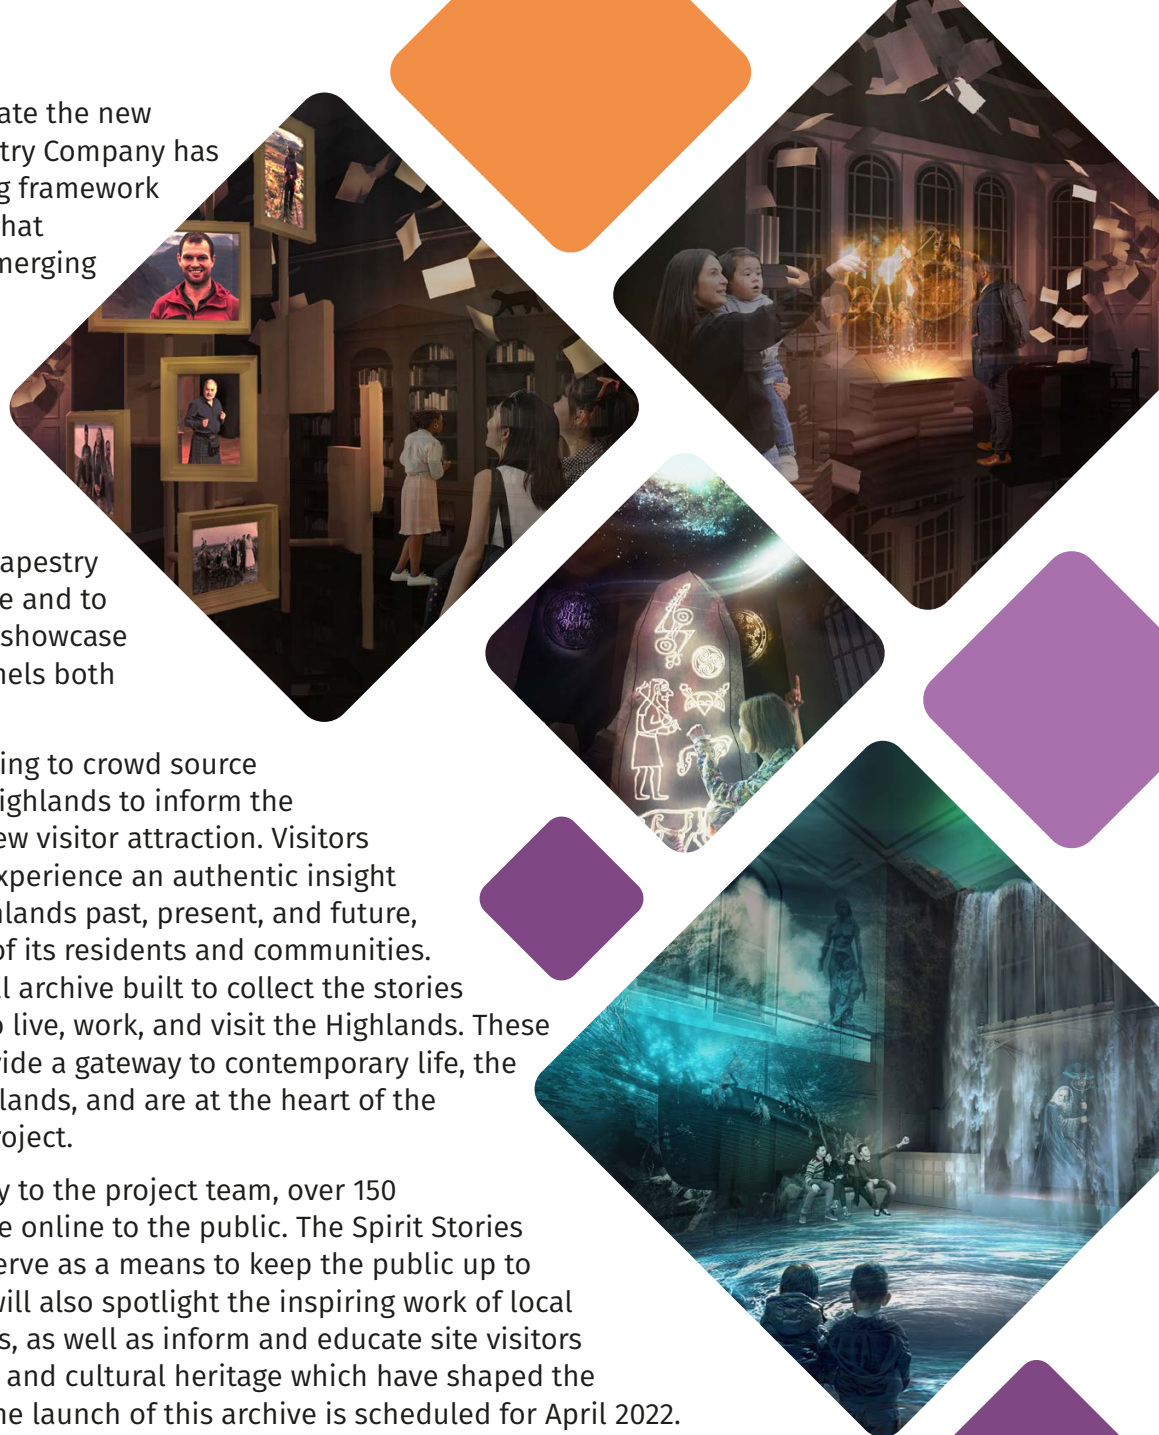 ate the new
try Company has
g framework
hat
merging
apestry
e and to
showcase
nels both
ing to crowd source
ighlands to inform the
ew visitor attraction. Visitors
xperience an authentic insight
hlands past, present, and future,
of its residents and communities.
l archive built to collect the stories
o live, work, and visit the Highlands. These
vide a gateway to contemporary life, the
lands, and are at the heart of the
roject.
y to the project team, over 150
e online to the public. The Spirit Stories
erve as a means to keep the public up to
will also spotlight the inspiring work of local
s, as well as inform and educate site visitors
and cultural heritage which have shaped the
he launch of this archive is scheduled for April 2022.